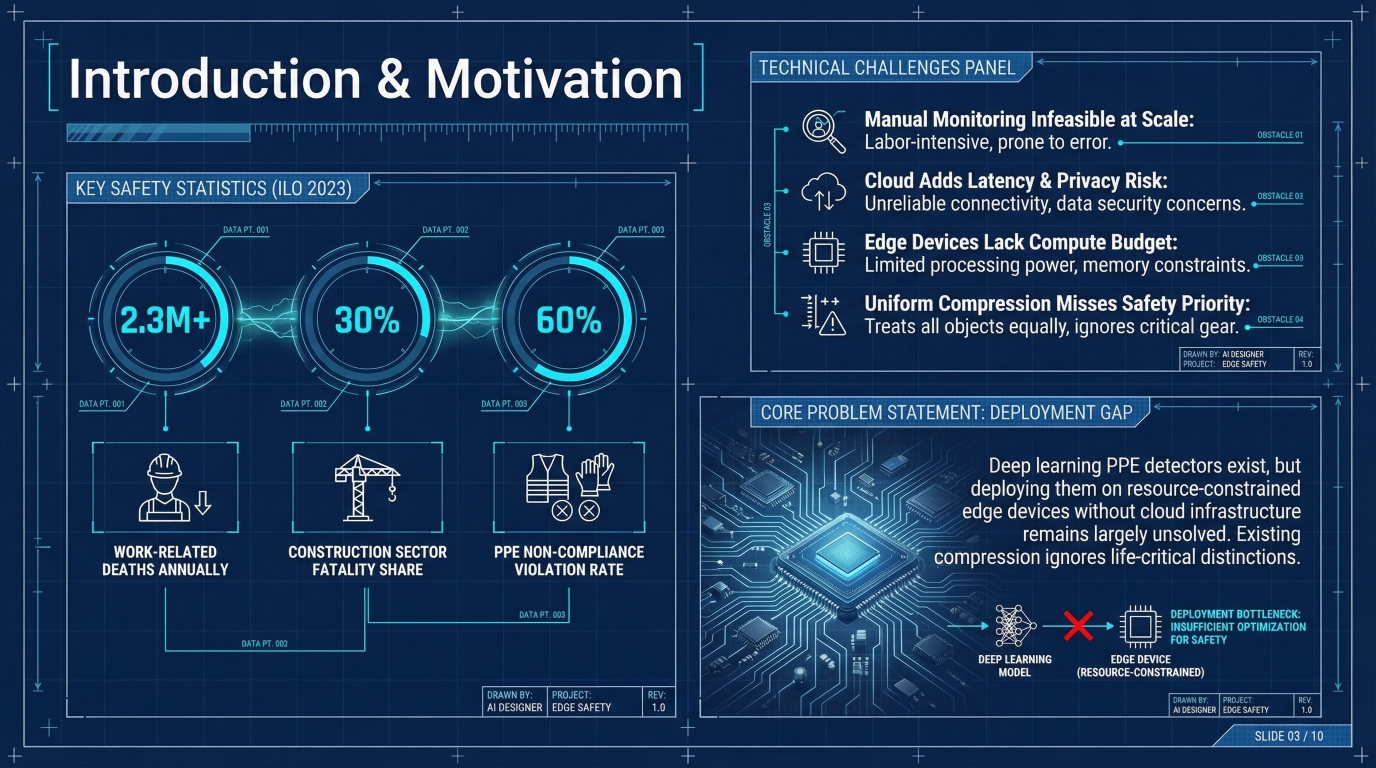 Introduction & Motivation
KEY SAFETY STATISTICS (ILO 2023)
DATA PT. 001
DATA PT. 002
DATA PT. 003
2.3M+
30%
60%
DATA PT. 001
DATA PT. 002
DATA PT. 003
WORK-RELATED
DEATHS ANNUALLY
CONSTRUCTION SECTOR
FATALITY SHARE
PPE NON-COMPLIANCE
VIOLATION RATE
DATA PT. 003
DATA PT. 002
DRAWN BY:
AI DESIGNER
PROJECT:
EDGE SAFETY
REV:
1.0
TECHNICAL CHALLENGES PANEL
OBSTACLE 03
Manual Monitoring Infeasible at Scale:
Labor-intensive, prone to error.
OBSTACLE 01
Cloud Adds Latency & Privacy Risk:
Unreliable connectivity, data security concerns.
OBSTACLE
Edge Devices Lack Compute Budget:
Limited processing power, memory constraints.
OBSTACLE 03
Uniform Compression Misses Safety Priority:
Treats all objects equally, ignores critical gear.
OBSTACLE 04
DRAWN BY: AI DESIGNER
PROJECT: EDGE SAFETY
REV:
1.0
CORE PROBLEM STATEMENT: DEPLOYMENT GAP
Deep learning PPE detectors exist, but
deploying them on resource-constrained
edge devices without cloud infrastructure
remains largely unsolved. Existing
compression ignores life-critical distinctions.
DEEP LEARNING
MODEL
EDGE DEVICE
(RESOURCE-CONSTRAINED)
DEPLOYMENT BOTTLENECK:
INSUFFICIENT OPTIMIZATION
FOR SAFETY
DRAWN BY:
AI DESIGNER
PROJECT:
EDGE SAFETY
REV:
1.0
SLIDE 03 / 10